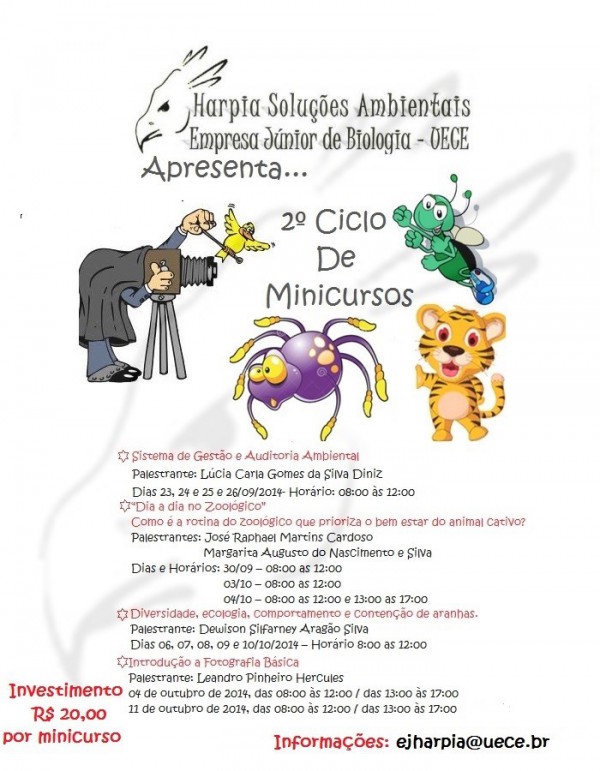 Harpia Soluções Ambientais
Empresa Júnior de Biologia - UECE
Apresenta...
2º Ciclo
De
Minicursos
Sistema de Gestão e Auditoria Ambiental
Palestrante: Lúcia Carla Gomes da Silva Diniz
Dias 23, 24 e 25 e 26/09/2014- Horário: 08:00 às 12:00
"Dia a dia no Zoológico"
Como é a rotina do zoológico que prioriza o bem estar do animal cativo?
Palestrantes: José Raphael Martins Cardoso
Margarita Augusto do Nascimento e Silva
Dias e Horários: 30/09 – 08:00 as 12:00
03/10 – 08:00 as 12:00
04/10 – 08:00 as 12:00 e 13:00 as 17:00
Diversidade, ecologia, comportamento e contenção de aranhas.
Palestrante: Dewison Silfarney Aragão Silva
Dias 06, 07, 08, 09 e 10/10/2014 – Horário 8:00 as 12:00
Introdução a Fotografia Básica
Palestrante: Leandro Pinheiro Hercules
04 de outubro de 2014, das 08:00 às 12:00 / das 13:00 às 17:00
11 de outubro de 2014, das 08:00 às 12:00 / das 13:00 às 17:00
Investimento
R$ 20,00
por minicurso
Informações: ejharpia@uece.br